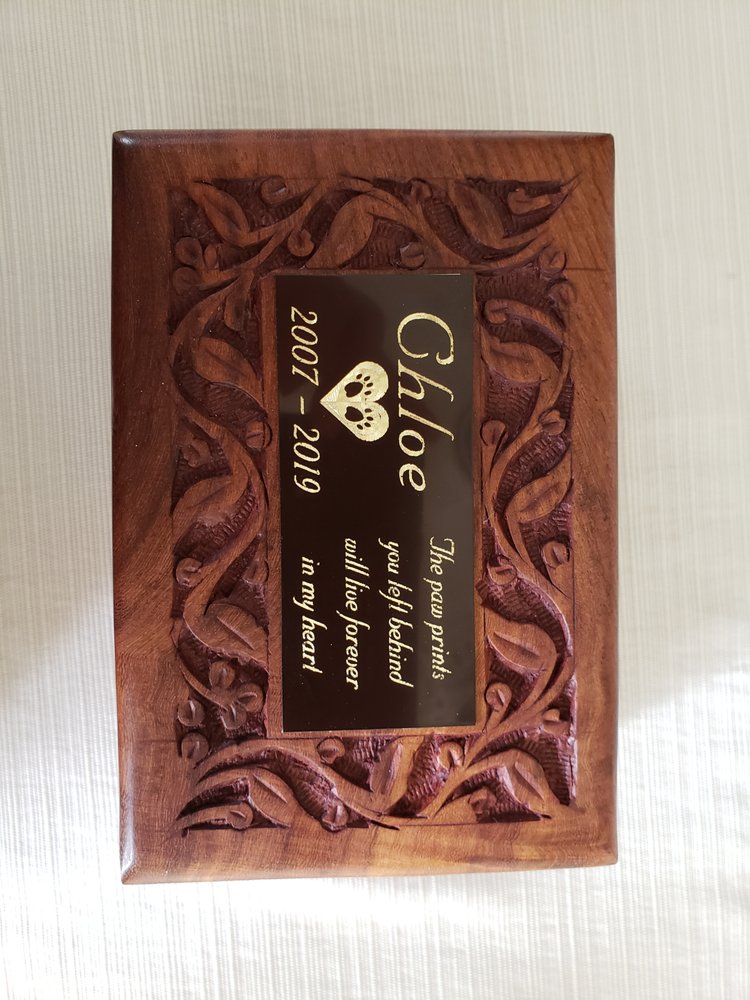 Chloe
2007 – 2019
The paw prints
you left behind
will live forever
in my heart